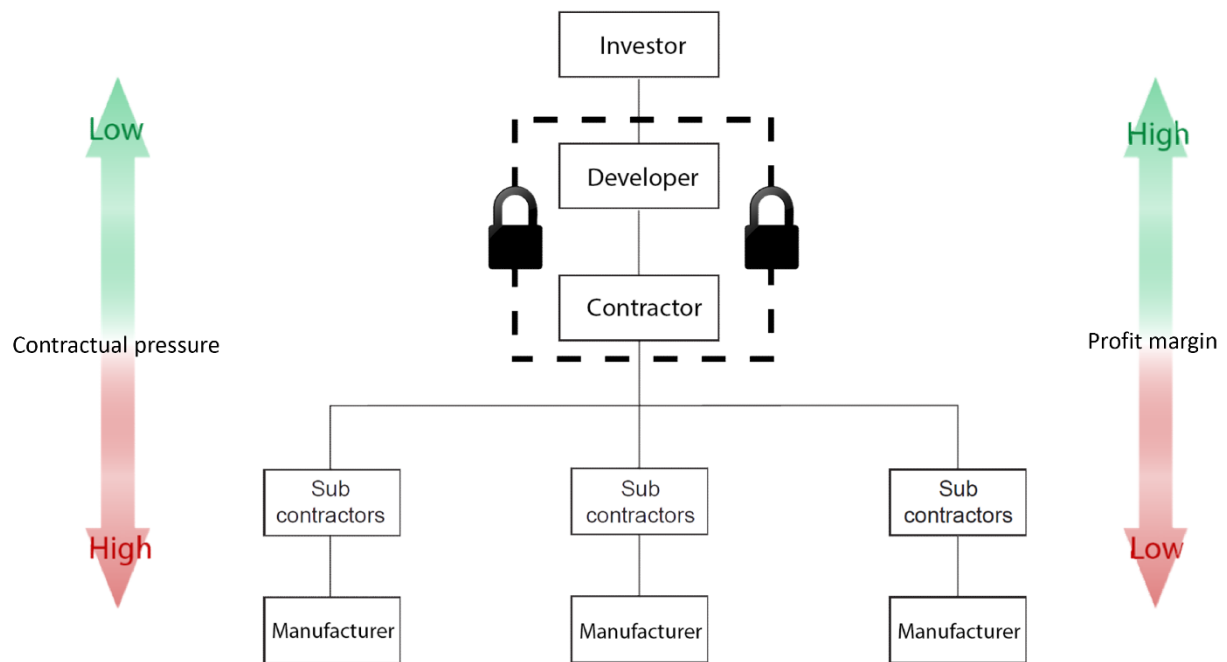 Investor
Low
High
Developer
Contractor
Contractual pressure
Profit margin
Sub
contractors
Sub
contractors
Sub
contractors
High
Low
Manufacturer
Manufacturer
Manufacturer